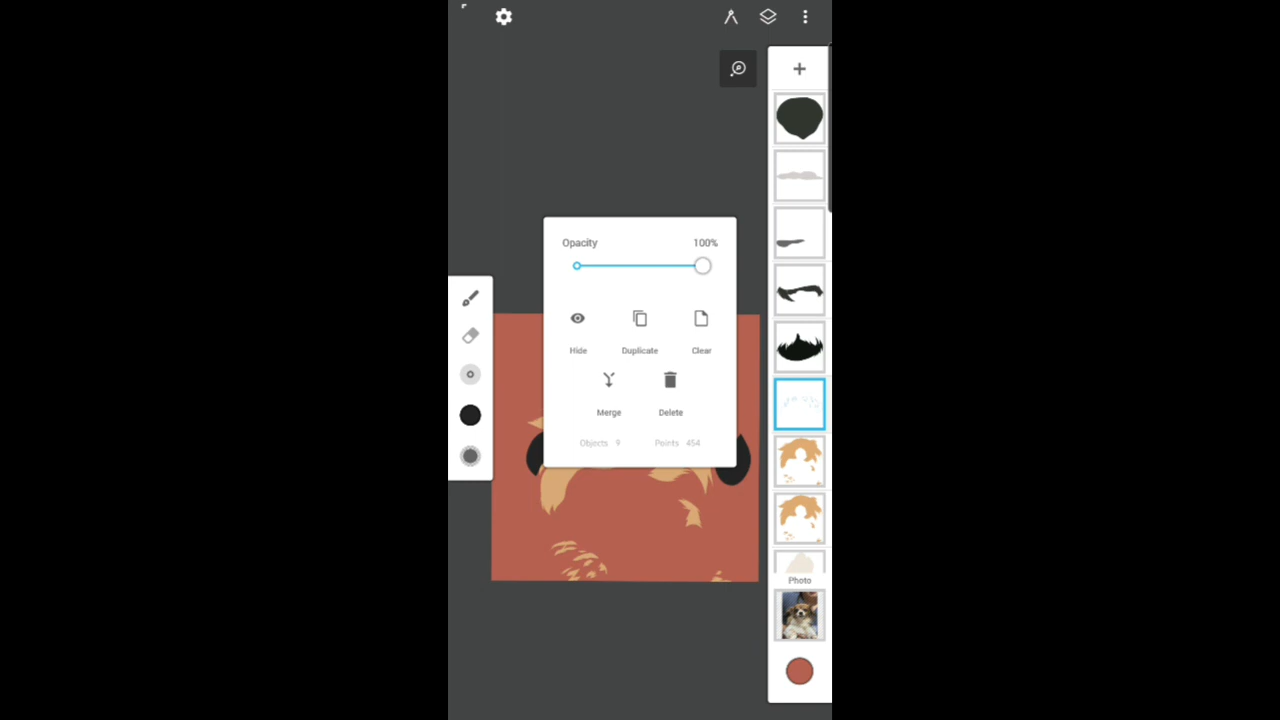 Opacity 100%
Hide Duplicate Clear
Merge Delete
Objects 9 Points 454
Photo